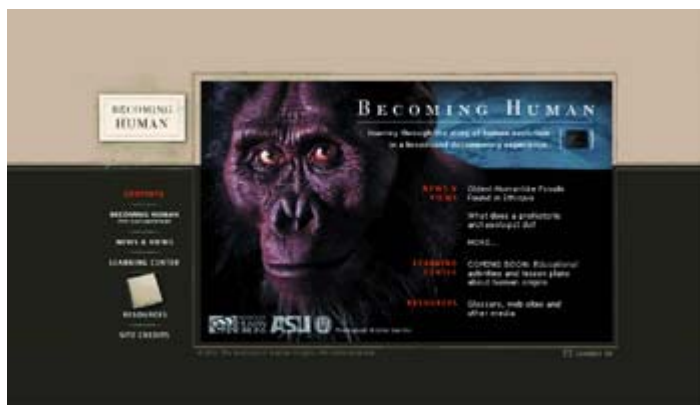 BECOMING
HUMAN
BECOMING HUMAN
Journey through the story of human evolution
in a broadband documentary experience.
CONTENTS
BECOMING HUMAN
NEWS & VIEWS
LEARNING CENTER
RESOURCES
SITE CREDITS
NEWS &
VIEWS
Oldest Humanlike Fossils
Found in Ethiopia
What does a prehistoric
archaeologist do?
MORE...
LEARNING
CENTER
COMING SOON: Educational
activities and lesson plans
about human origins
RESOURCES
Glossary, web sites and
other media
ASU